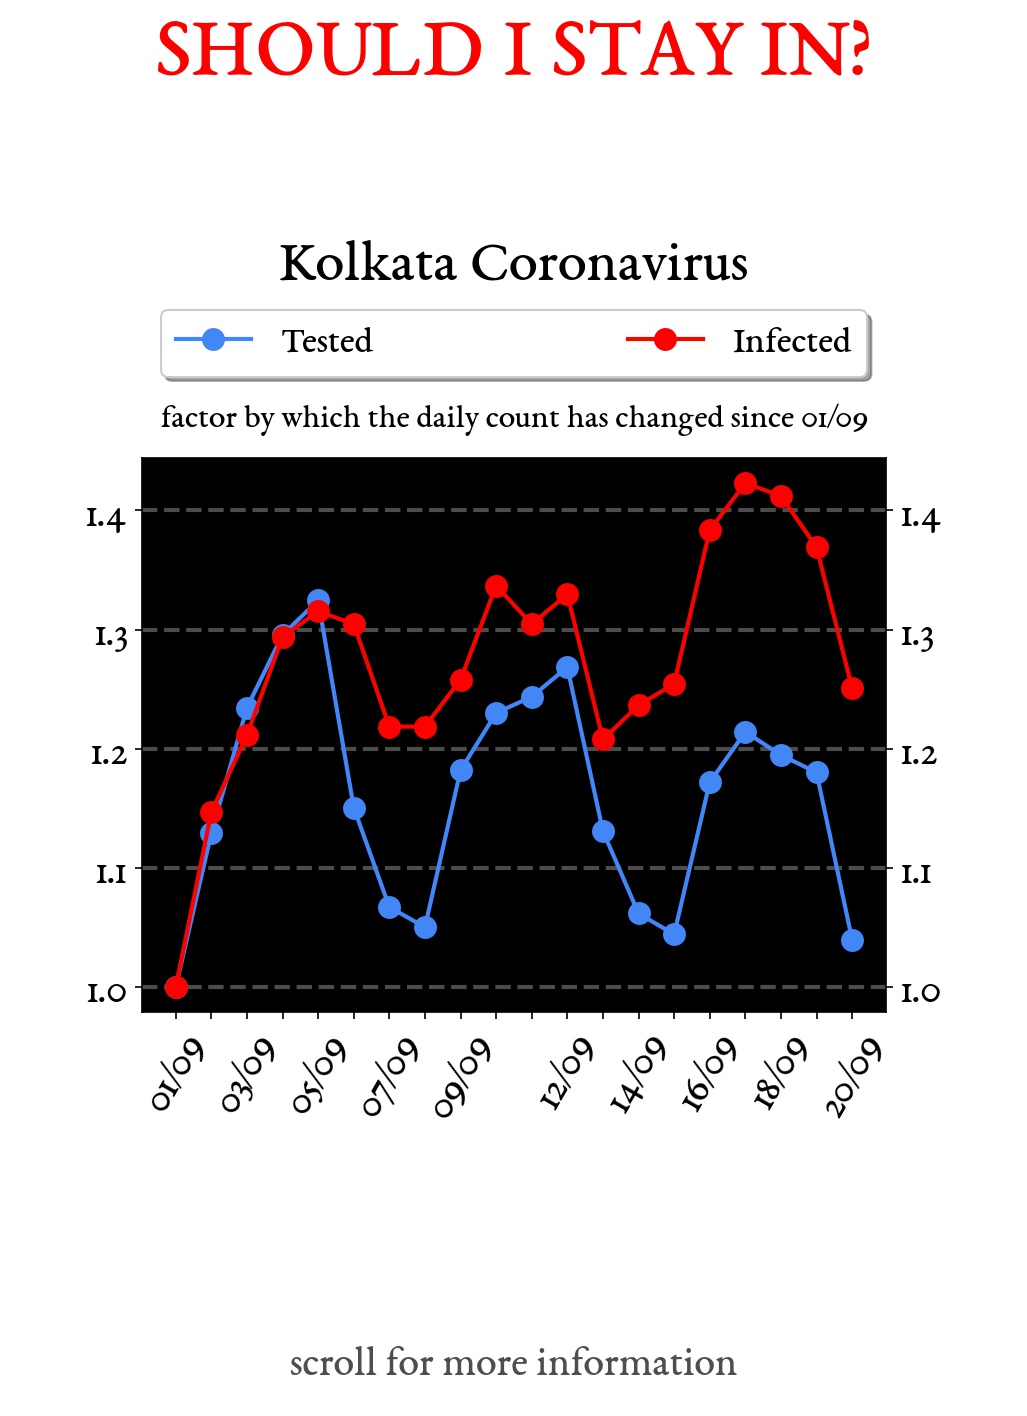 SHOULD I STAY IN?
Kolkata Coronavirus
Tested Infected
factor by which the daily count has changed since 01/09
1.4 1.4
1.3 1.3
1.2 1.2
1.1 1.1
1.0 1.0
01/09 03/09 05/09 07/09 09/09 12/09 14/09 16/09 18/09 20/09
scroll for more information